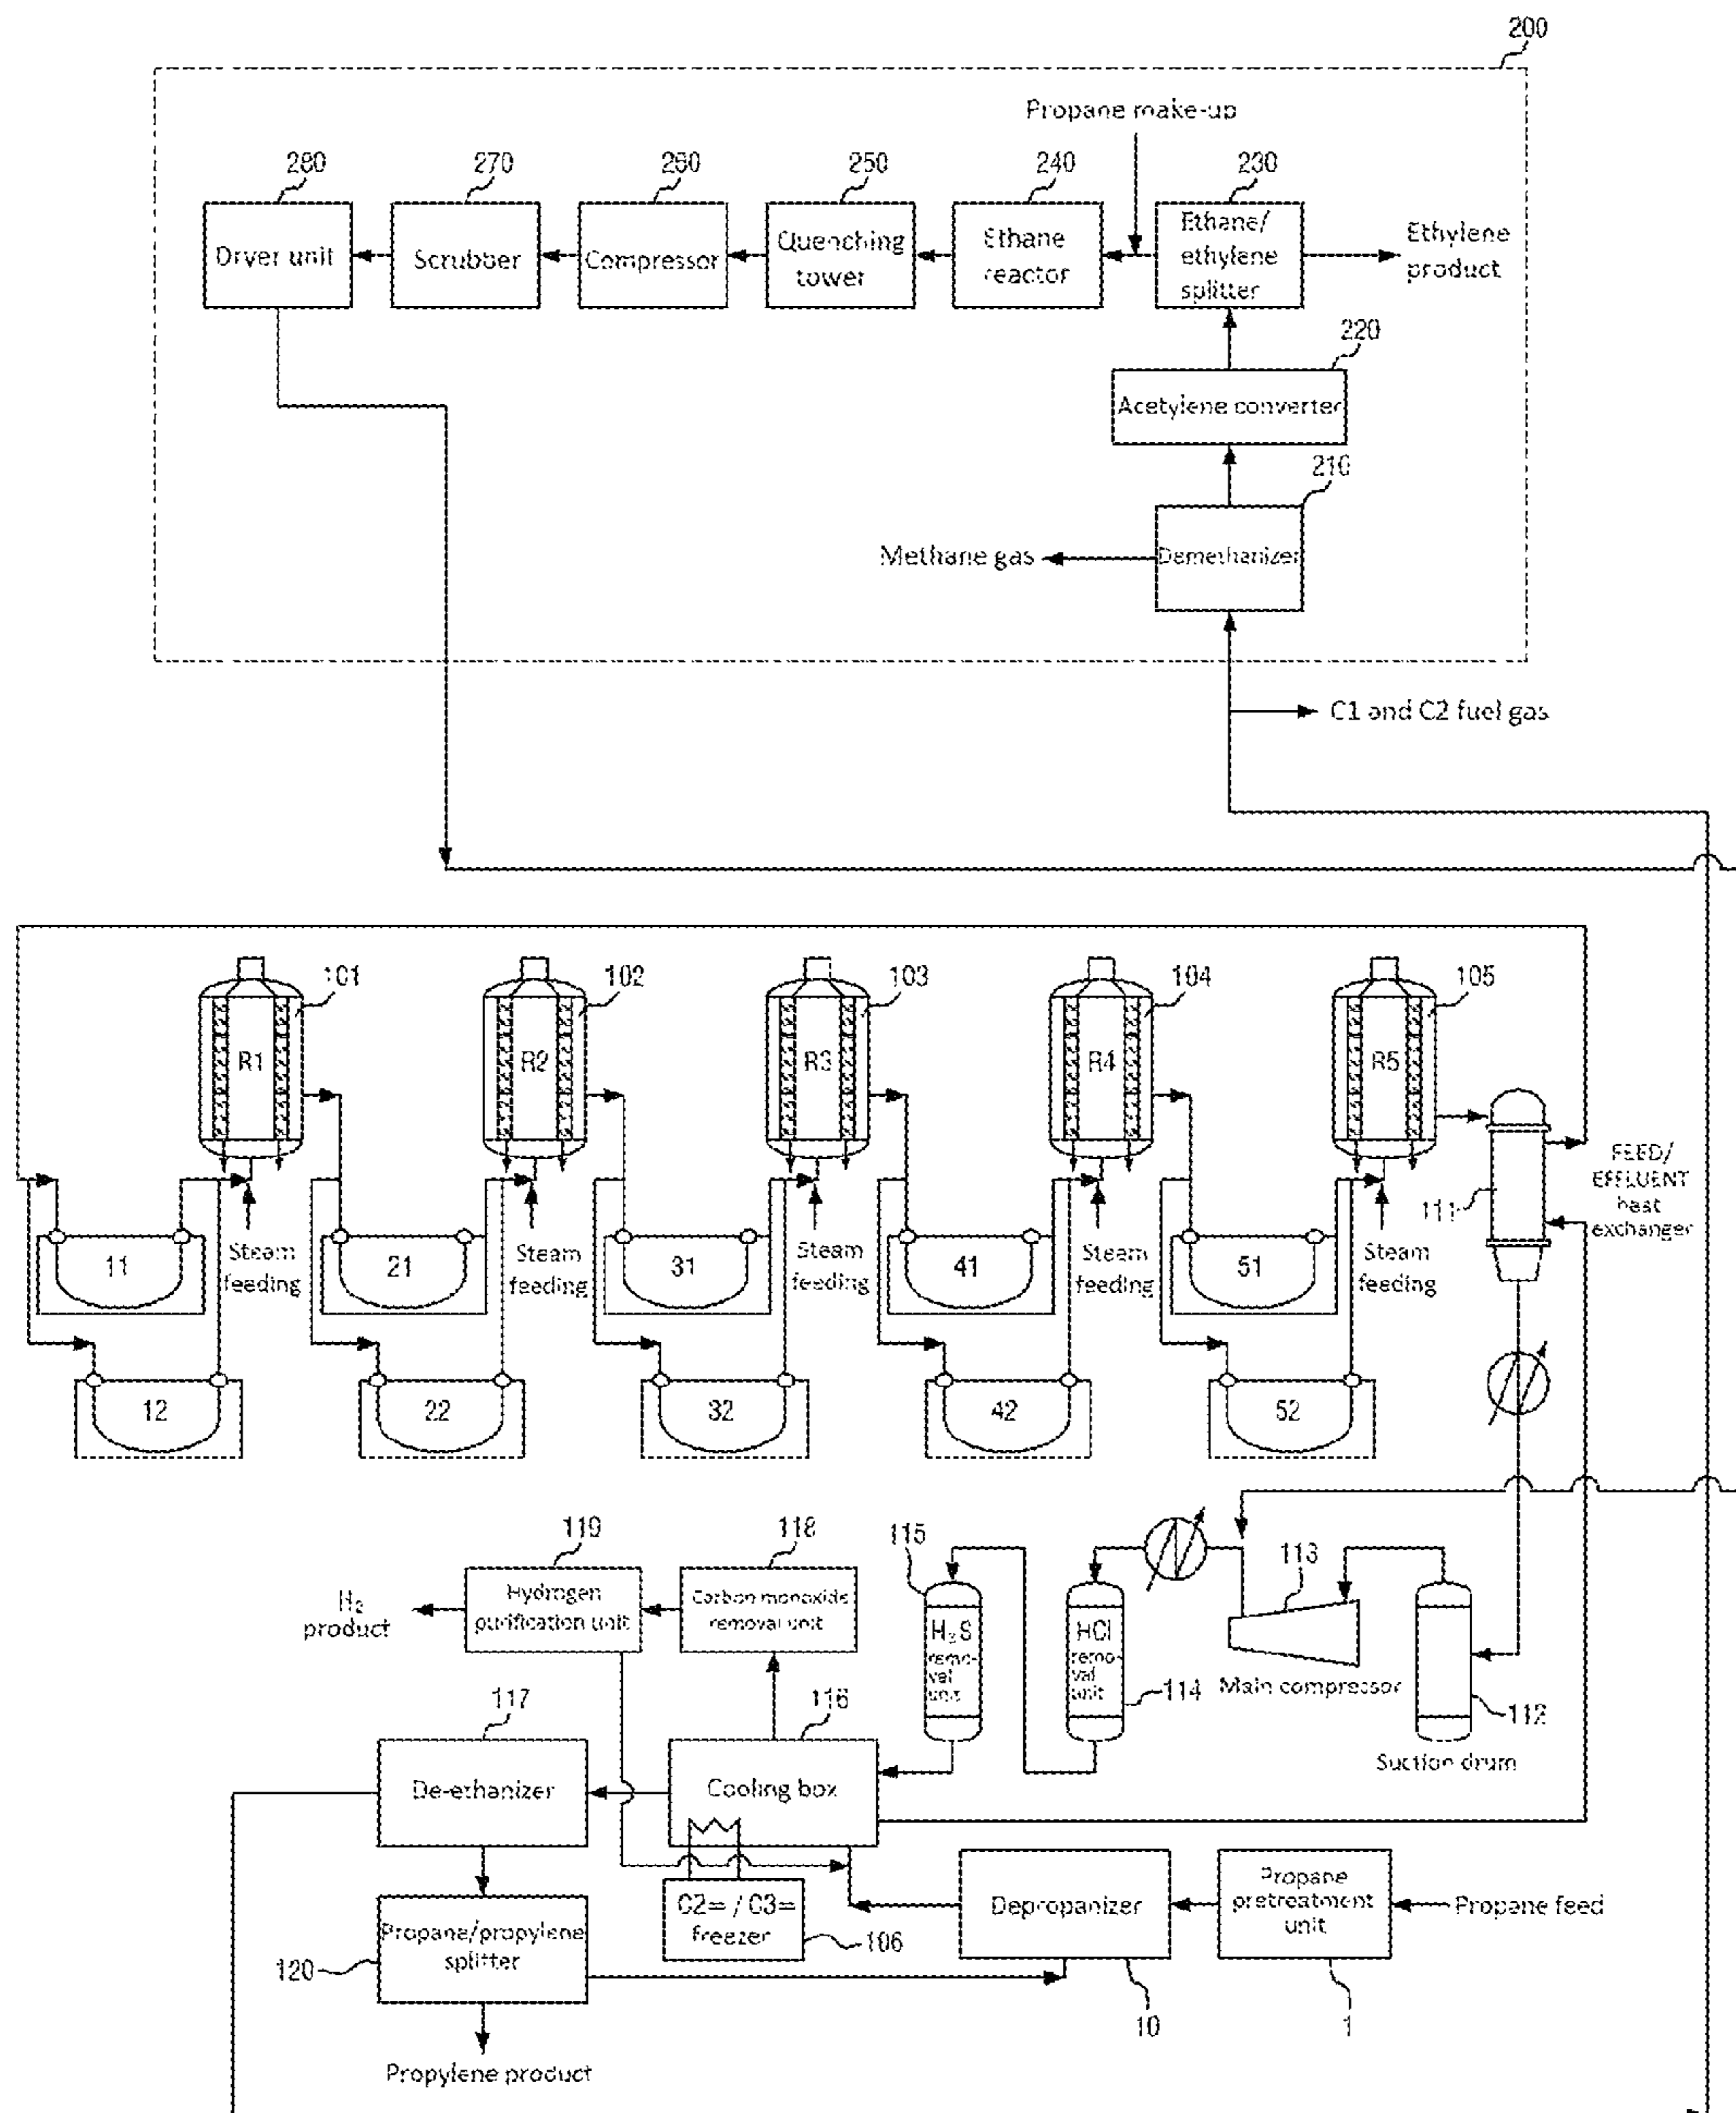 200
Propane make-up
280
270
260
250
240
230
Dryer unit
Scrubber
Compressor
Quenching
tower
Ethane
reactor
Ethane/
ethylene
splitter
Ethylene
product
220
Acetylene converter
210
Methane gas
Demethanizer
C1 and C2 fuel gas
101
102
103
104
105
R1
R2
R3
R4
R5
FEED/
EFFLUENT
heat
exchanger
111
11
Steam
feeding
21
Steam
feeding
31
Steam
feeding
41
Steam
feeding
51
Steam
feeding
12
22
32
42
52
119
118
115
113
H2
product
Hydrogen
purification unit
Carbon monoxide
removal unit
H2S
remo-
val
unit
HCl
remo-
val
unit
114
Main compressor
112
Suction drum
117
116
De-ethanizer
Cooling box
Propane/propylene
splitter
120
C2= / C3=
freezer
106
Depropanizer
Propane
pretreatment
unit
Propane feed
10
1
Propylene product